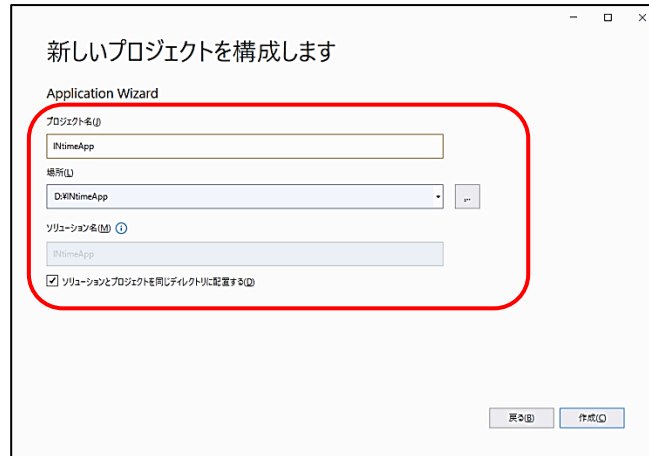 新しいプロジェクトを構成します
Application Wizard
プロジェクト名(J)
INtimeApp
場所(L)
D:¥INtimeApp
...
ソリューション名(M)
INtimeApp
ソリューションとプロジェクトを同じディレクトリに配置する(D)
戻る(B)
作成(C)